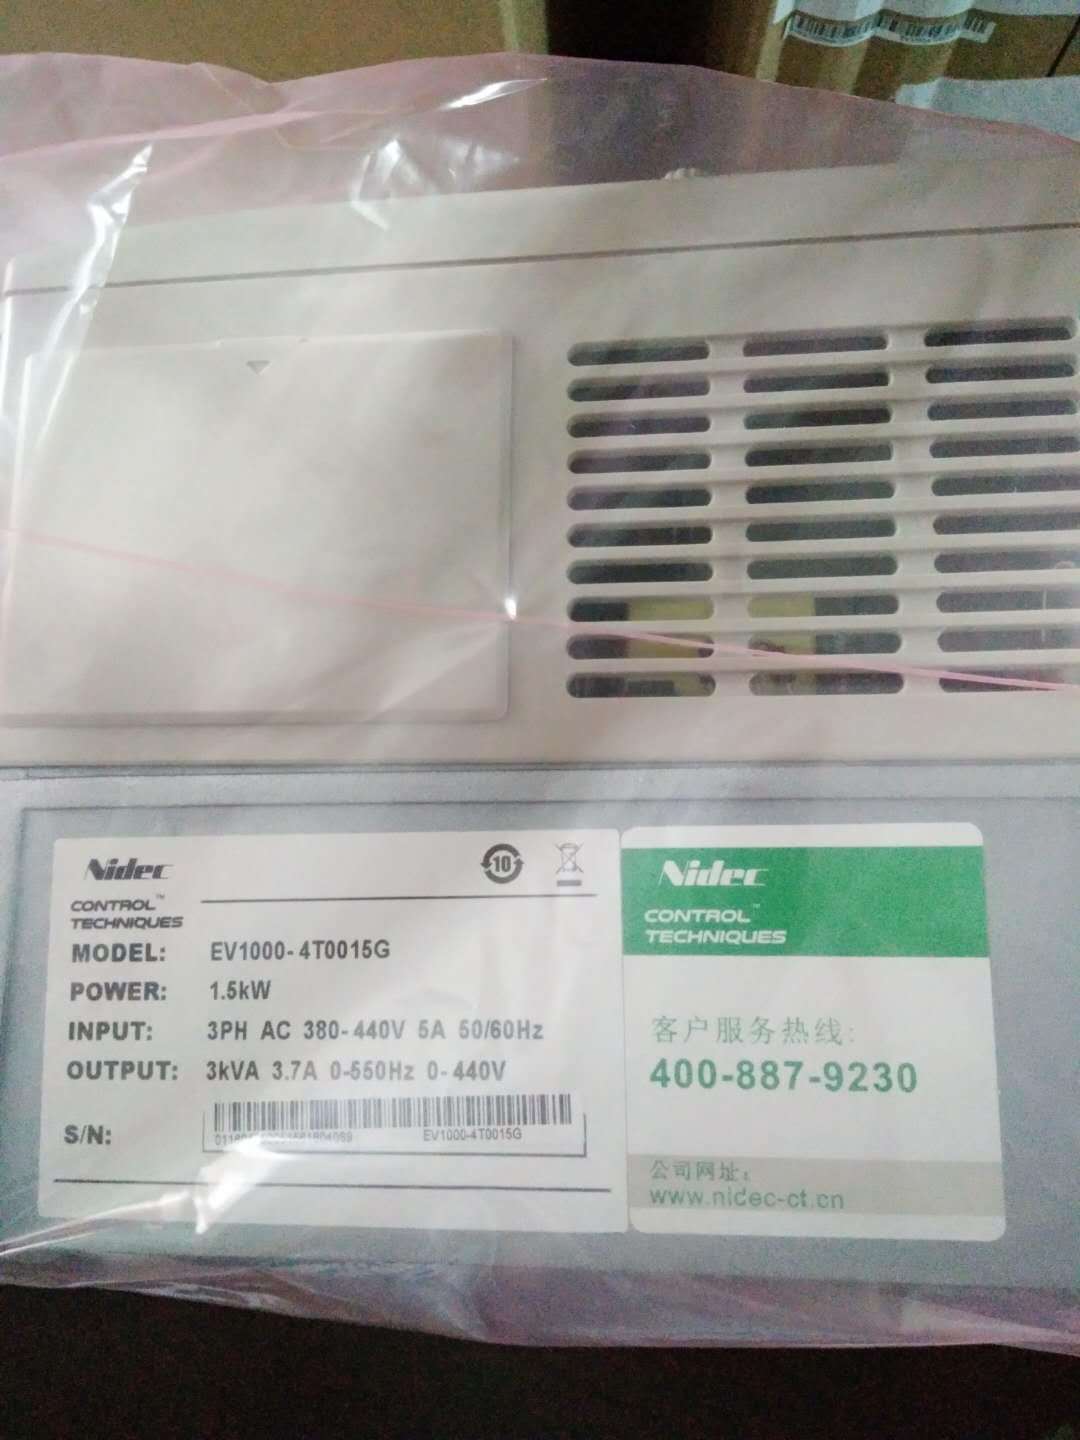 Nidec
10
CONTROL™
TECHNIQUES
MODEL: EV1000-4T0015G
POWER: 1.5kW
INPUT: 3PH AC 380-440V 5A 50/60Hz
OUTPUT: 3kVA 3.7A 0-550Hz 0-440V
S/N:
EV1000-4T0015G
Nidec
CONTROL™
TECHNIQUES
客户服务热线:
400-887-9230
公司网址:
www.nidec-ct.cn